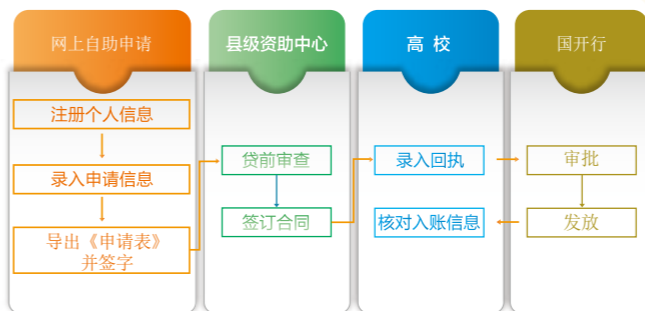 网上自助申请
县级资助中心
高 校
国开行
注册个人信息
录入申请信息
导出《申请表》
并签字
贷前审查
签订合同
录入回执
核对入账信息
审批
发放